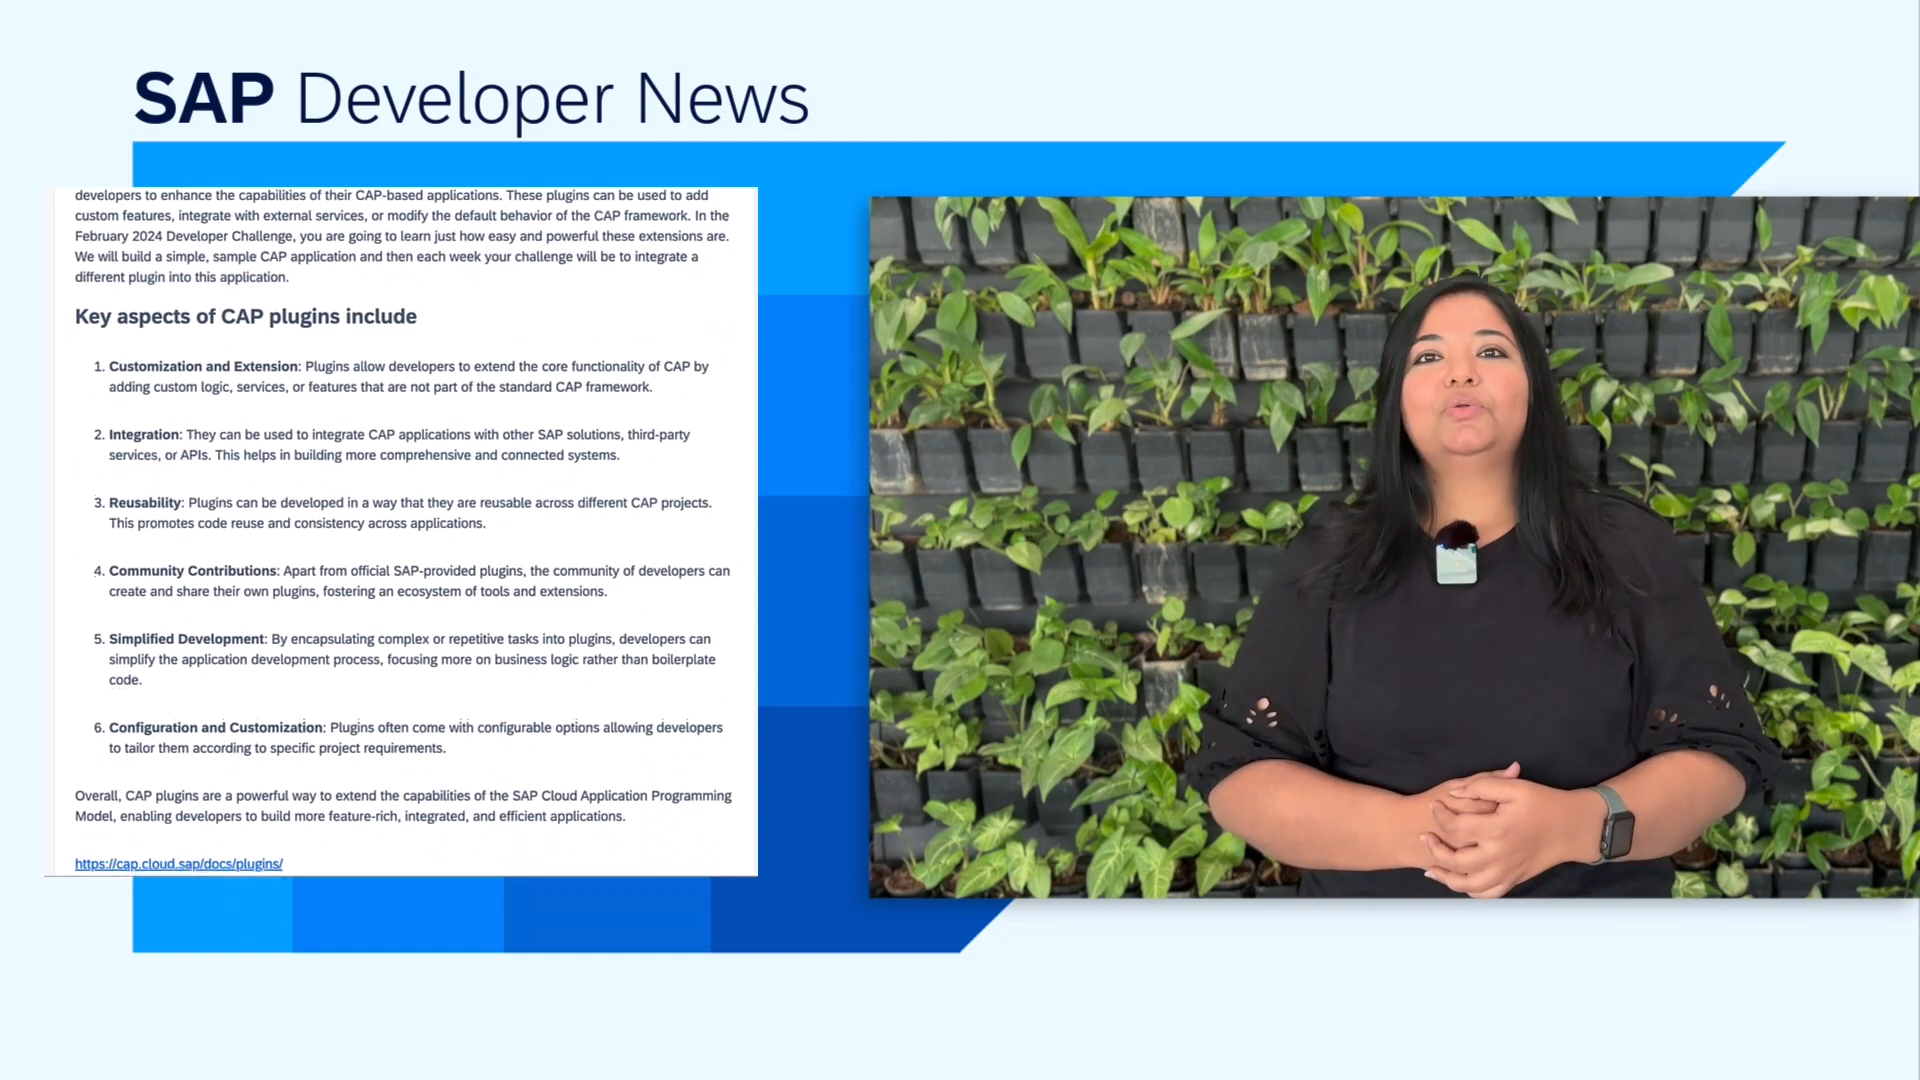 SAP Developer News
developers to enhance the capabilities of their CAP-based applications. These plugins can be used to add
custom features, integrate with external services, or modify the default behavior of the CAP framework. In the
February 2024 Developer Challenge, you are going to learn just how easy and powerful these extensions are.
We will build a simple, sample CAP application and then each week your challenge will be to integrate a
different plugin into this application.
Key aspects of CAP plugins include
1. Customization and Extension: Plugins allow developers to extend the core functionality of CAP by
adding custom logic, services, or features that are not part of the standard CAP framework.
2. Integration: They can be used to integrate CAP applications with other SAP solutions, third-party
services, or APIs. This helps in building more comprehensive and connected systems.
3. Reusability: Plugins can be developed in a way that they are reusable across different CAP projects.
This promotes code reuse and consistency across applications.
4. Community Contributions: Apart from official SAP-provided plugins, the community of developers can
create and share their own plugins, fostering an ecosystem of tools and extensions.
5. Simplified Development: By encapsulating complex or repetitive tasks into plugins, developers can
simplify the application development process, focusing more on business logic rather than boilerplate
code.
6. Configuration and Customization: Plugins often come with configurable options allowing developers
to tailor them according to specific project requirements.
Overall, CAP plugins are a powerful way to extend the capabilities of the SAP Cloud Application Programming
Model, enabling developers to build more feature-rich, integrated, and efficient applications.
https://cap.cloud.sap/docs/plugins/